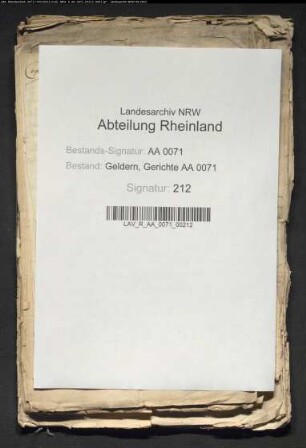 Landesarchiv NRW
Abteilung Rheinland
Bestands-Signatur: AA 0071
Bestand: Geldern, Gerichte AA 0071
Signatur: 212
LAV_R_AA_0071_00212